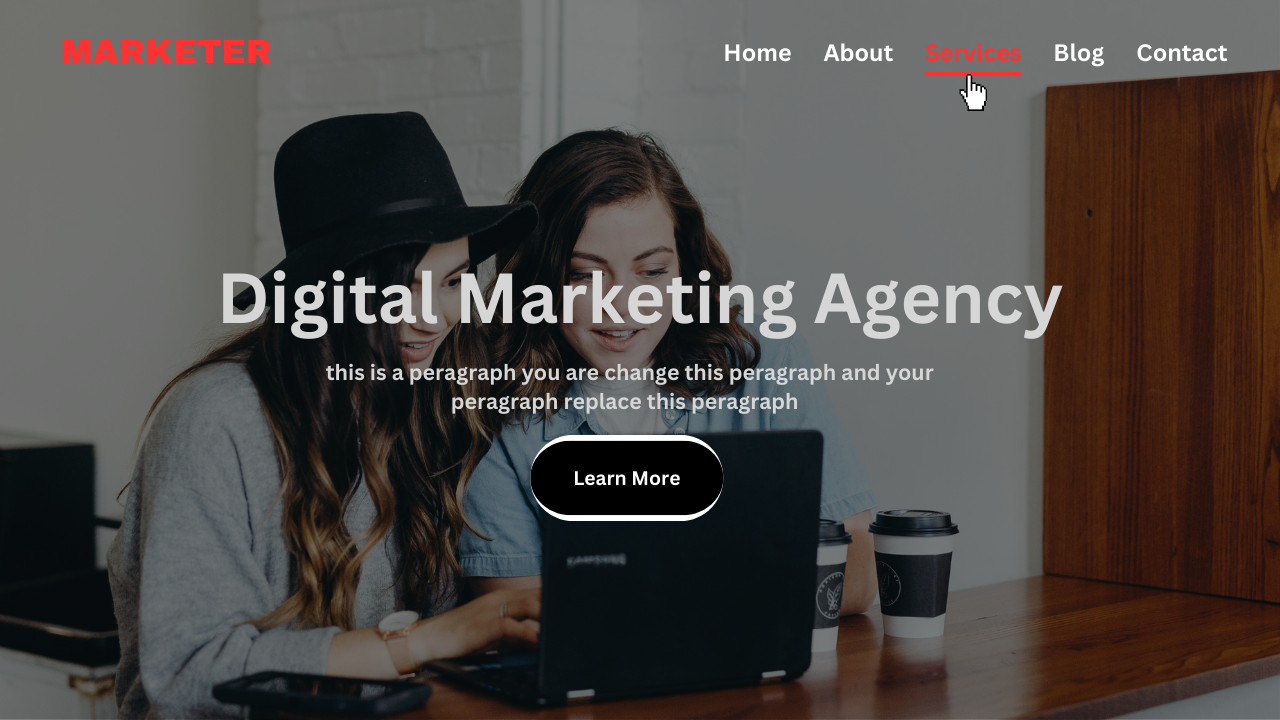 MARKETER
Home About Services Blog Contact
Digital Marketing Agency
this is a peragraph you are change this peragraph and your
peragraph replace this peragraph
Learn More
SAMSUNG